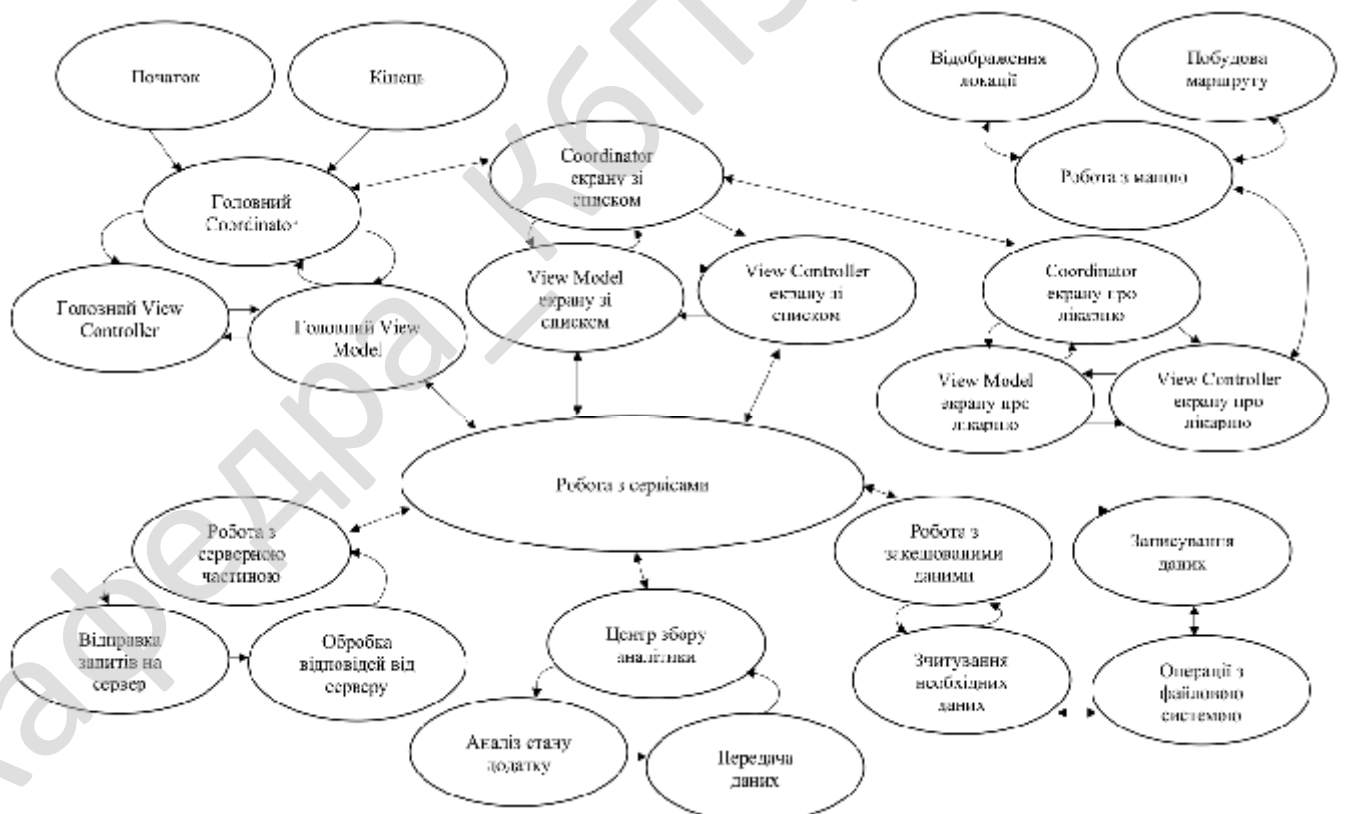 Початок
Кінець
Відображення
локації
Побудова
маршруту
Coordinator
екрану зі
списком
Робота з мапою
Головний
Coordinator
View Model
екрану зі
списком
View Controller
екрану зі
списком
Coordinator
екрану про
лікарню
Головний View
Controller
Головний View
Model
View Model
екрану про
лікарню
View Controller
екрану про
лікарню
Робота з сервісами
Робота з
серверною
частиною
Робота з
закешованими
даними
Записування
даних
Відправка
запитів на
сервер
Обробка
відповідей від
серверу
Центр збору
аналітики
Зчитування
необхідних
даних
Операції з
файловою
системою
Аналіз стану
додатку
Передача
даних
афедра_КбПЗ